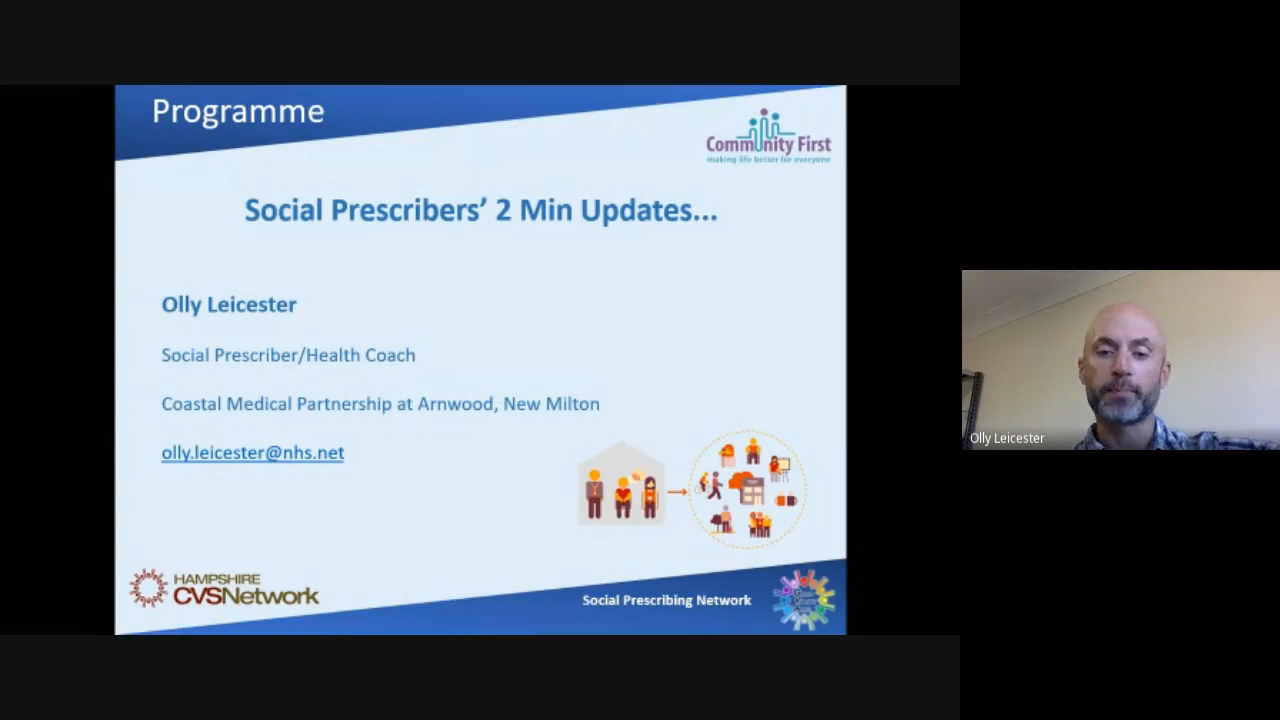 Programme
Community First
making life better for everyone
Social Prescribers’ 2 Min Updates...
Olly Leicester
Social Prescriber/Health Coach
Coastal Medical Partnership at Arnwood, New Milton
olly.leicester@nhs.net
Olly Leicester
HAMPSHIRE
CVSNetwork
Social Prescribing Network